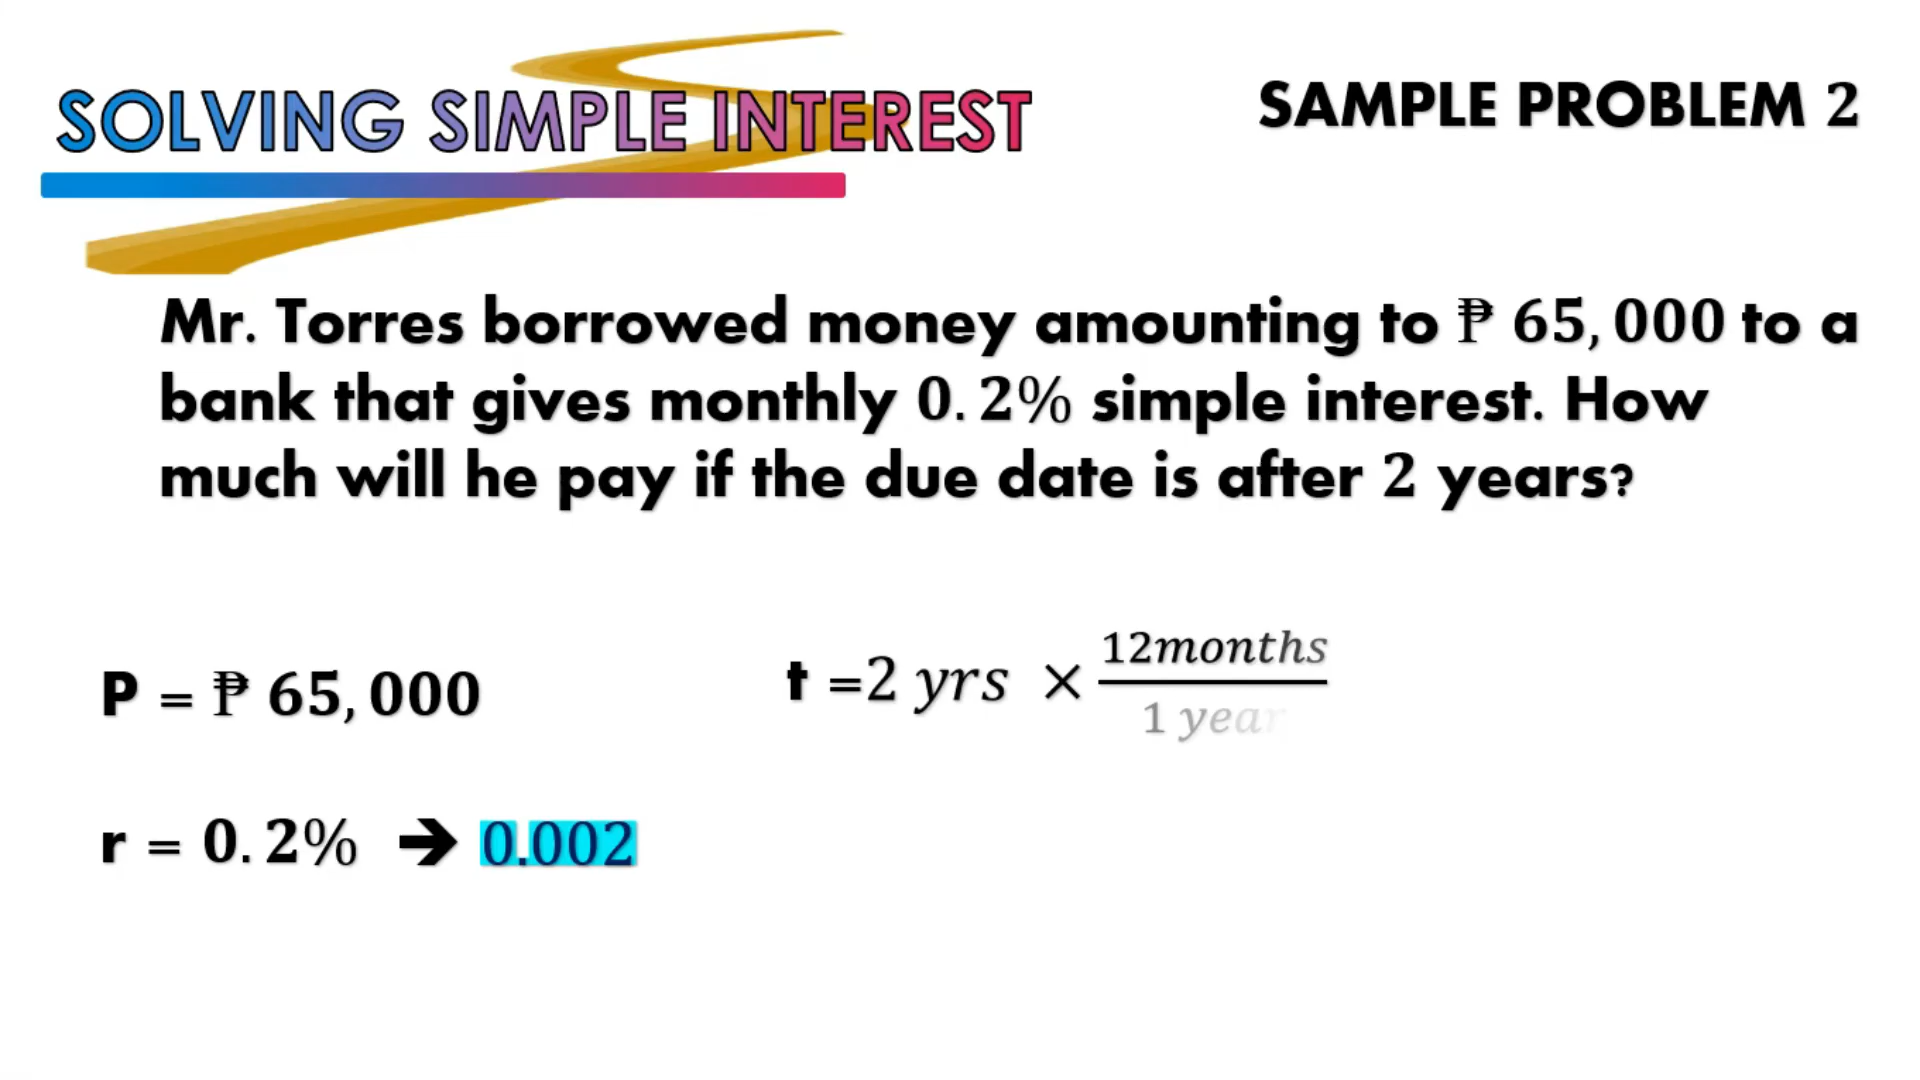 SOLVING SIMPLE INTEREST
SAMPLE PROBLEM 2
Mr. Torres borrowed money amounting to ₱ 65,000 to a
bank that gives monthly 0.2% simple interest. How
much will he pay if the due date is after 2 years?
P = ₱ 65,000
t =2 yrs × 12months
1 year
r = 0.2% → 0.002